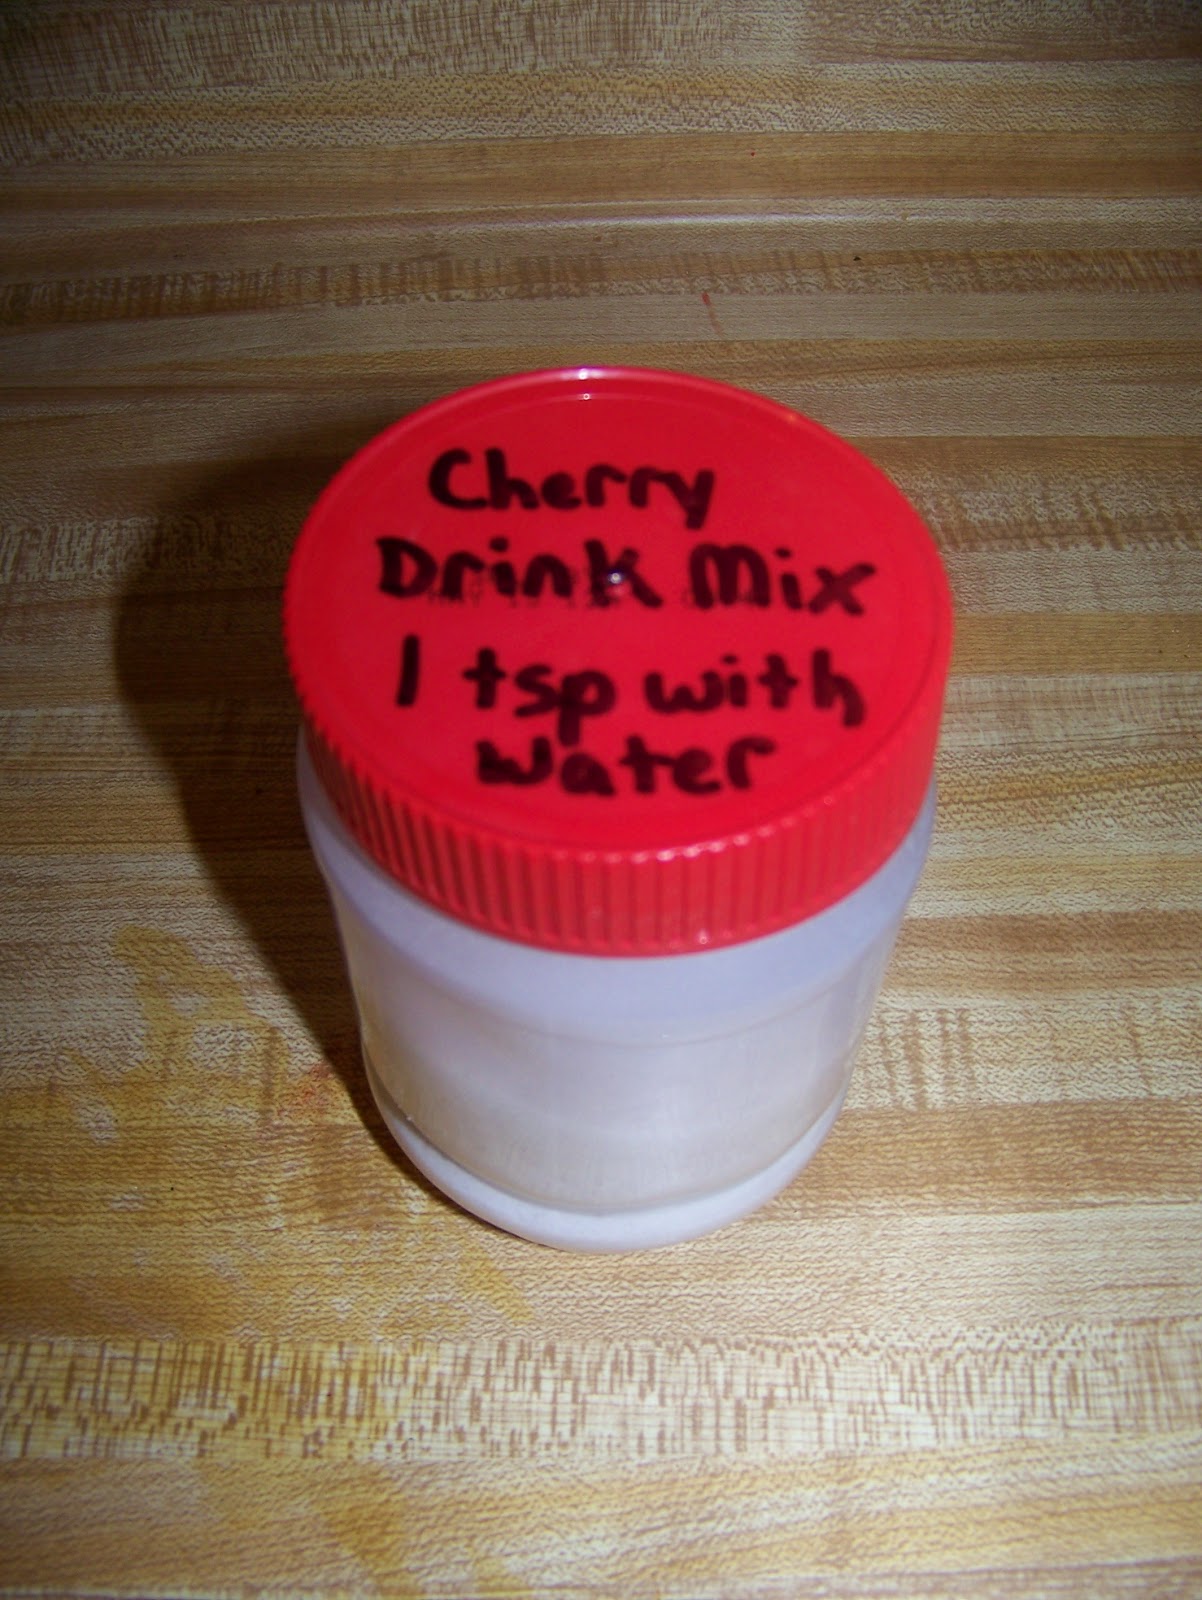 Cherry
Drink Mix
1 tsp with
water